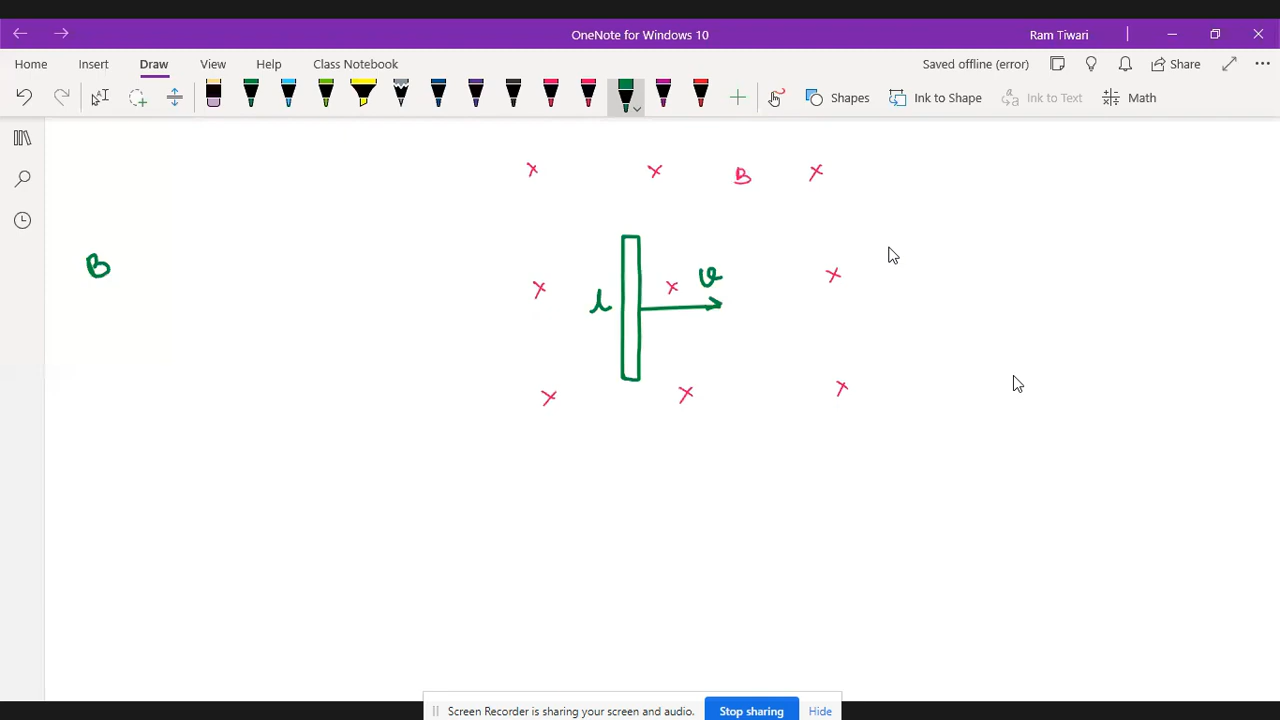 OneNote for Windows 10
Ram Tiwari
Home Insert Draw View Help Class Notebook
Saved offline (error) Share
Shapes Ink to Shape Ink to Text Math
× × B ×
B
× l × v ×
× × ×
Screen Recorder is sharing your screen and audio. Stop sharing Hide